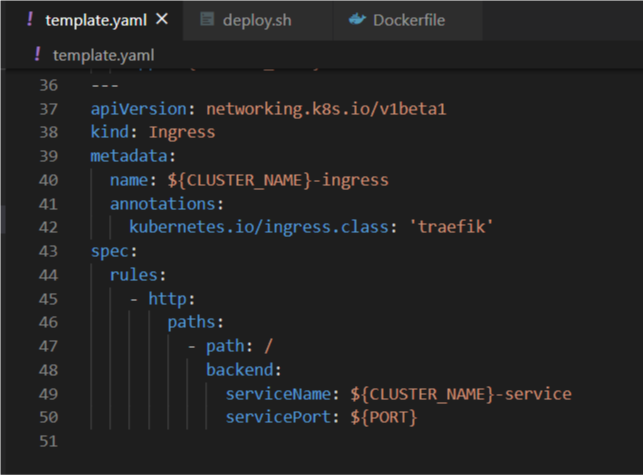 ! template.yaml × deploy.sh Dockerfile
! template.yaml
36 ---
37 apiVersion: networking.k8s.io/v1beta1
38 kind: Ingress
39 metadata:
40   name: ${CLUSTER_NAME}-ingress
41   annotations:
42     kubernetes.io/ingress.class: 'traefik'
43 spec:
44   rules:
45     - http:
46         paths:
47           - path: /
48             backend:
49               serviceName: ${CLUSTER_NAME}-service
50               servicePort: ${PORT}
51